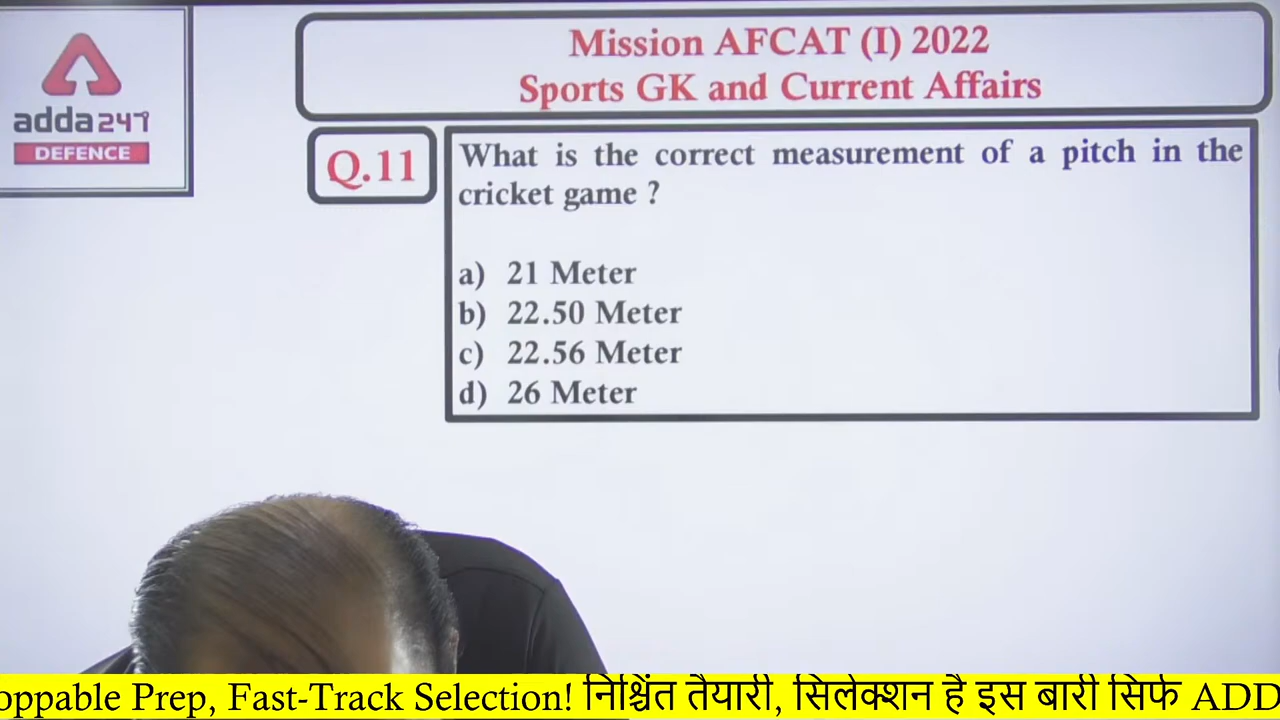 adda247
DEFENCE
Mission AFCAT (I) 2022
Sports GK and Current Affairs
Q.11
What is the correct measurement of a pitch in the
cricket game ?
a) 21 Meter
b) 22.50 Meter
c) 22.56 Meter
d) 26 Meter
oppable Prep, Fast-Track Selection! निश्चिंत तैयारी, सिलेक्शन है इस बारी सिर्फ ADD